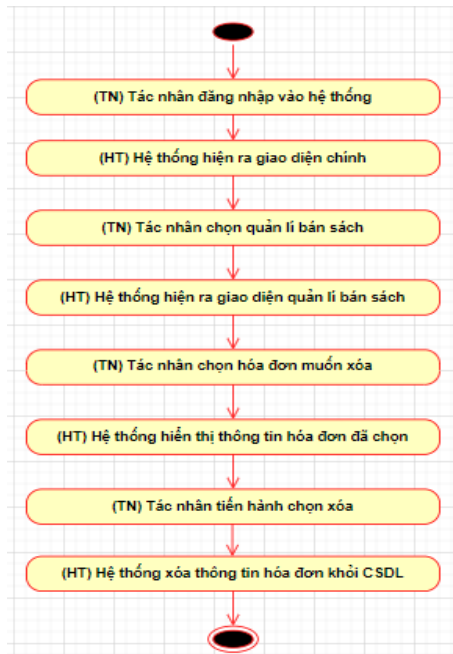 (TN) Tác nhân đăng nhập vào hệ thống
(HT) Hệ thống hiện ra giao diện chính
(TN) Tác nhân chọn quản lí bán sách
(HT) Hệ thống hiện ra giao diện quản lí bán sách
(TN) Tác nhân chọn hóa đơn muốn xóa
(HT) Hệ thống hiển thị thông tin hóa đơn đã chọn
(TN) Tác nhân tiến hành chọn xóa
(HT) Hệ thống xóa thông tin hóa đơn khỏi CSDL